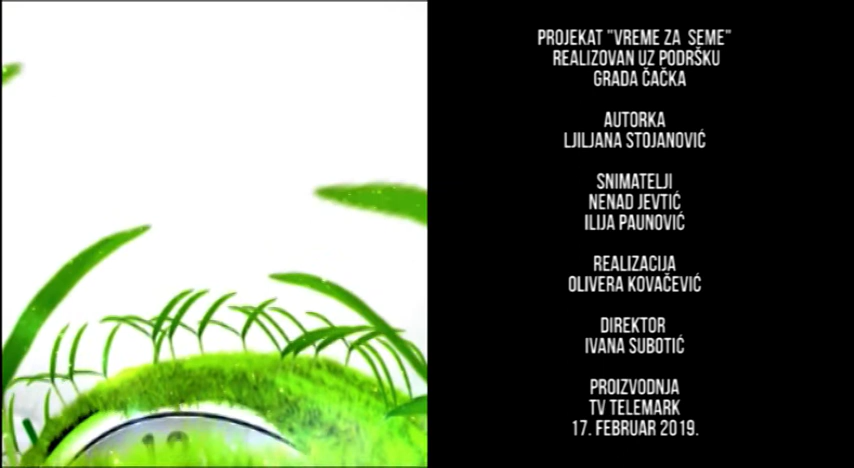 PROJEKAT "VREME ZA SEME"
REALIZOVAN UZ PODRŠKU
GRADA ČAČKA
AUTORKA
LJILJANA STOJANOVIĆ
SNIMATELJI
NENAD JEVTIĆ
ILIJA PAUNOVIĆ
REALIZACIJA
OLIVERA KOVAČEVIĆ
DIREKTOR
IVANA SUBOTIĆ
PROIZVODNJA
TV TELEMARK
17. FEBRUAR 2019.
12